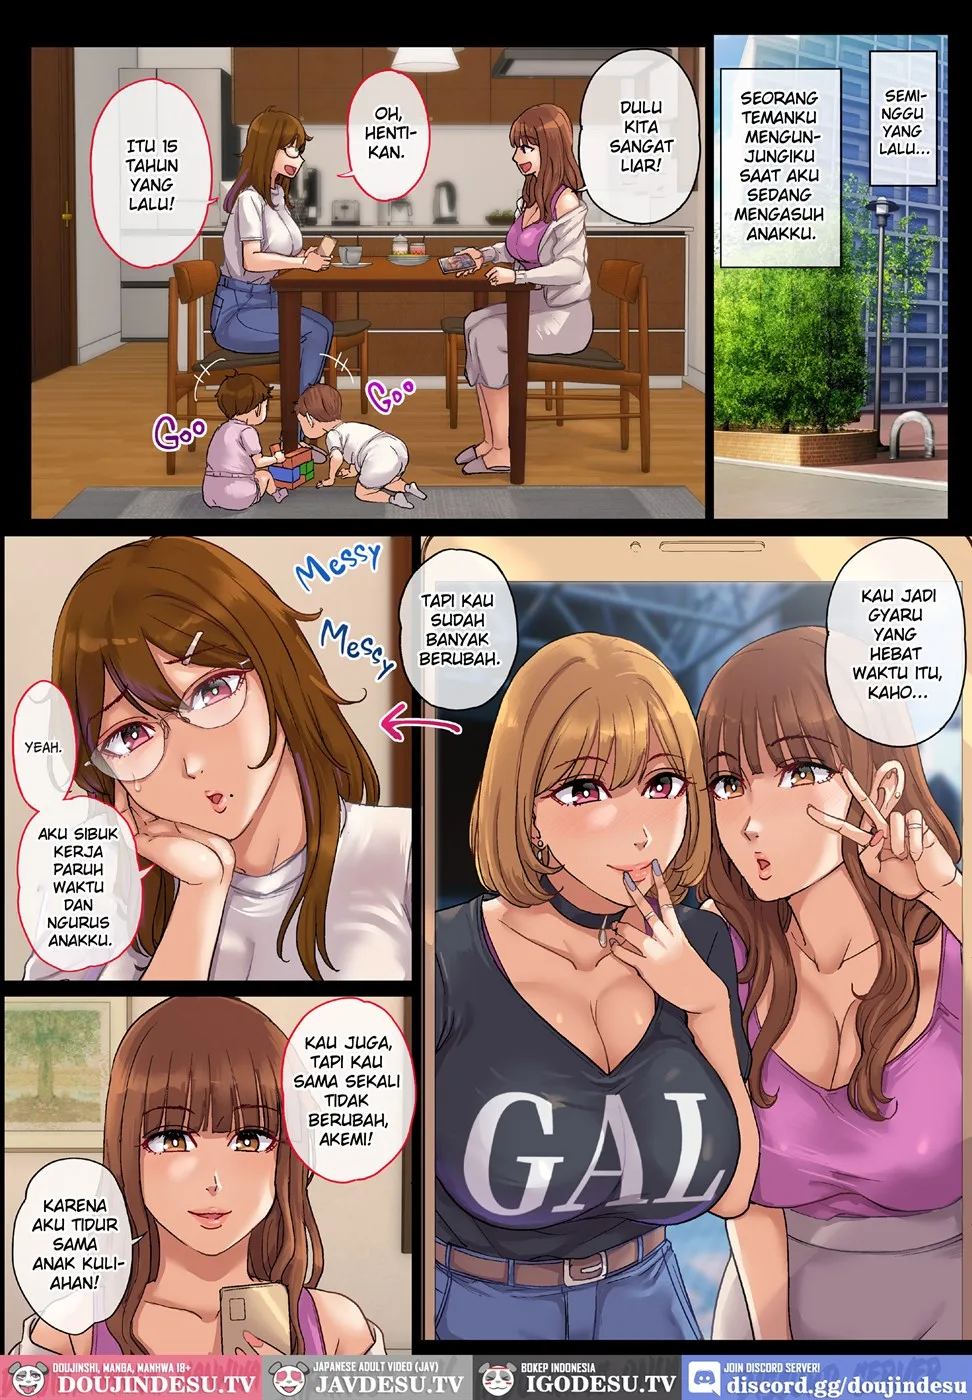 SEMI-
NGGU
YANG
LALU...
SEORANG
TEMANKU
MENGUN-
JUNGIKU
SAAT AKU
SEDANG
MENGASUH
ANAKKU.
DULU
KITA
SANGAT
LIAR!
OH,
HENTI-
KAN.
ITU 15
TAHUN
YANG
LALU!
Goo
Goo
KAU JADI
GYARU
YANG
HEBAT
WAKTU ITU,
KAHO...
TAPI KAU
SUDAH
BANYAK
BERUBAH.
Messy
Messy
YEAH.
AKU SIBUK
KERJA
PARUH
WAKTU
DAN
NGURUS
ANAKKU.
GAL
KAU JUGA,
TAPI KAU
SAMA SEKALI
TIDAK
BERUBAH,
AKEMI!
KARENA
AKU TIDUR
SAMA
ANAK KULI-
AHAN!
DOUJINSHI, MANGA, MANHWA 18+
DOUJINDESU.TV
JAPANESE ADULT VIDEO (JAV)
JAVDESU.TV
BOKEP INDONESIA
IGODESU.TV
JOIN DISCORD SERVER!
discord.gg/doujindesu